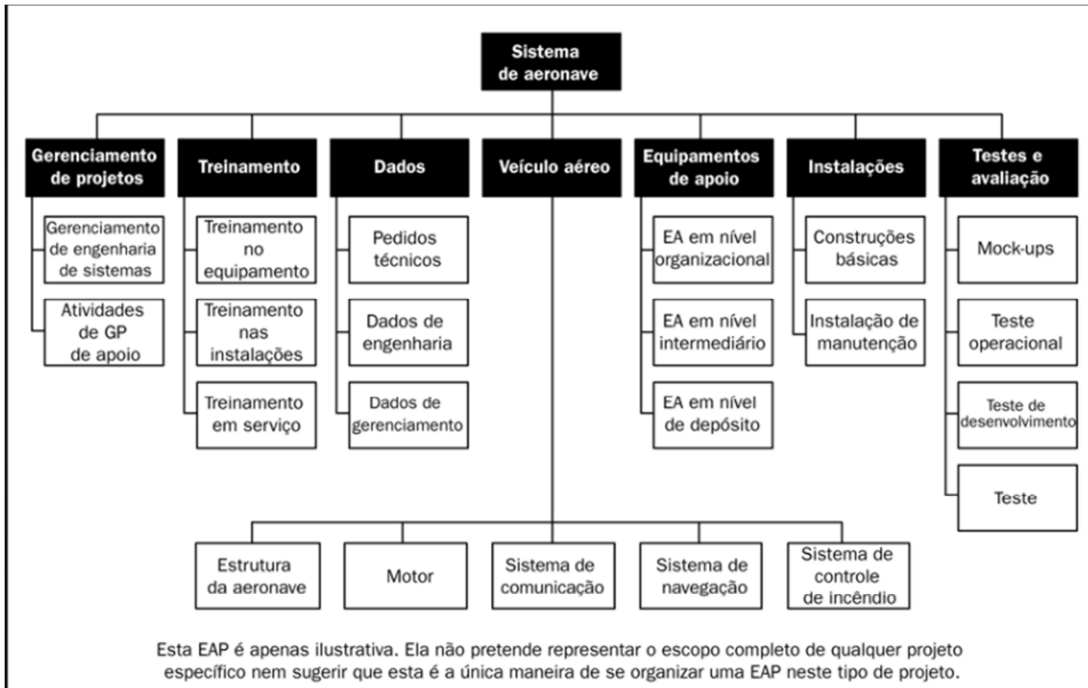 Sistema
de aeronave
Gerenciamento
de projetos
Treinamento
Dados
Veículo aéreo
Equipamentos
de apoio
Instalações
Testes e
avaliação
Gerenciamento
de engenharia
de sistemas
Atividades
de GP
de apoio
Treinamento
no
equipamento
Treinamento
nas
instalações
Treinamento
em serviço
Pedidos
técnicos
Dados de
engenharia
Dados de
gerenciamento
EA em nível
organizacional
EA em nível
intermediário
EA em nível
de depósito
Construções
básicas
Instalação de
manutenção
Mock-ups
Teste
operacional
Teste de
desenvolvimento
Teste
Estrutura
da aeronave
Motor
Sistema de
comunicação
Sistema de
navegação
Sistema de
controle
de incêndio
Esta EAP é apenas ilustrativa. Ela não pretende representar o escopo completo de qualquer projeto
específico nem sugerir que esta é a única maneira de se organizar uma EAP neste tipo de projeto.